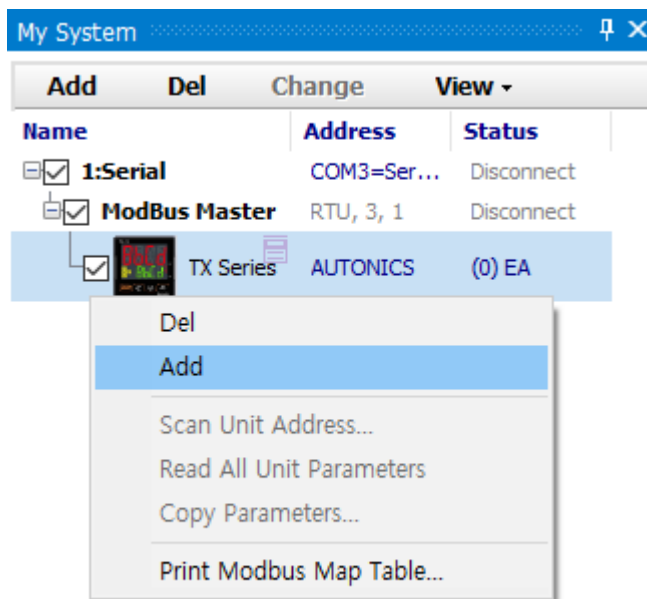 My System
Add Del Change View
Name Address Status
1:Serial COM3=Ser... Disconnect
ModBus Master RTU, 3, 1 Disconnect
TX Series AUTONICS (0) EA
Del
Add
Scan Unit Address...
Read All Unit Parameters
Copy Parameters...
Print Modbus Map Table...